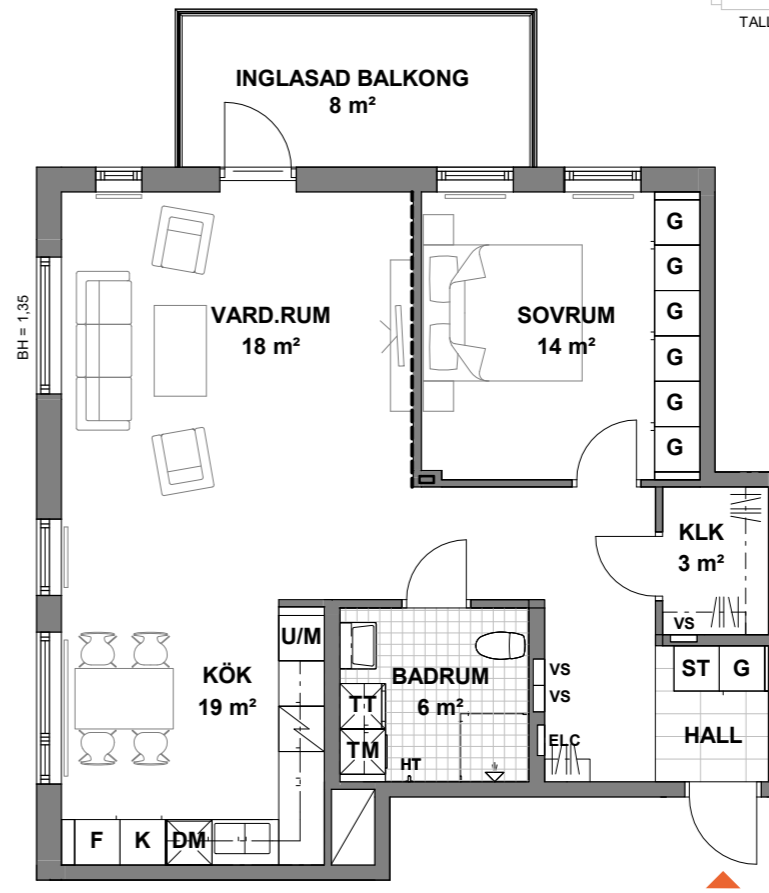 TALL
INGLASAD BALKONG
8 m²
BH = 1,35
VARD.RUM
18 m²
SOVRUM
14 m²
G
G
G
G
G
G
KLK
3 m²
VS
U/M
KÖK
19 m²
BADRUM
6 m²
TT
TM
HT
VS
VS
ELC
ST G
HALL
F K DM